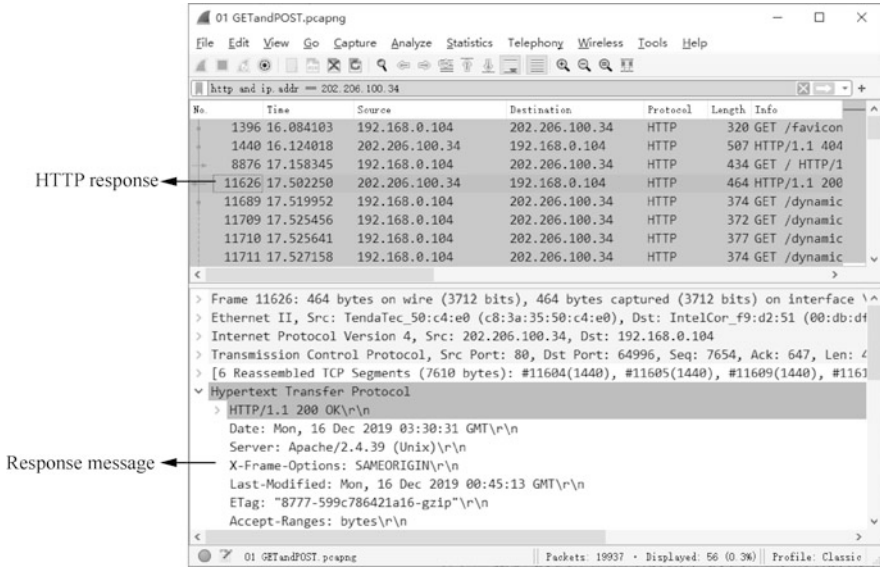 01 GETandPOST.pcapng
File Edit View Go Capture Analyze Statistics Telephony Wireless Tools Help
http and ip.addr == 202.206.100.34
No. Time Source Destination Protocol Length Info
1396 16.084103 192.168.0.104 202.206.100.34 HTTP 320 GET /favicon
1440 16.124018 202.206.100.34 192.168.0.104 HTTP 507 HTTP/1.1 404
8876 17.158345 192.168.0.104 202.206.100.34 HTTP 434 GET / HTTP/1
HTTP response
11626 17.502250 202.206.100.34 192.168.0.104 HTTP 464 HTTP/1.1 200
11689 17.519952 192.168.0.104 202.206.100.34 HTTP 374 GET /dynamic
11709 17.525456 192.168.0.104 202.206.100.34 HTTP 372 GET /dynamic
11710 17.525641 192.168.0.104 202.206.100.34 HTTP 377 GET /dynamic
11711 17.527158 192.168.0.104 202.206.100.34 HTTP 374 GET /dynamic
Frame 11626: 464 bytes on wire (3712 bits), 464 bytes captured (3712 bits) on interface \
Ethernet II, Src: TendaTec_50:c4:e0 (c8:3a:35:50:c4:e0), Dst: IntelCor_f9:d2:51 (00:db:df
Internet Protocol Version 4, Src: 202.206.100.34, Dst: 192.168.0.104
Transmission Control Protocol, Src Port: 80, Dst Port: 64996, Seq: 7654, Ack: 647, Len: 4
[6 Reassembled TCP Segments (7610 bytes): #11604(1440), #11605(1440), #11609(1440), #1161
Hypertext Transfer Protocol
HTTP/1.1 200 OK\r\n
Date: Mon, 16 Dec 2019 03:30:31 GMT\r\n
Server: Apache/2.4.39 (Unix)\r\n
Response message
X-Frame-Options: SAMEORIGIN\r\n
Last-Modified: Mon, 16 Dec 2019 00:45:13 GMT\r\n
ETag: "8777-599c786421a16-gzip"\r\n
Accept-Ranges: bytes\r\n
01 GETandPOST.pcapng Packets: 19937 · Displayed: 56 (0.3%) Profile: Classic